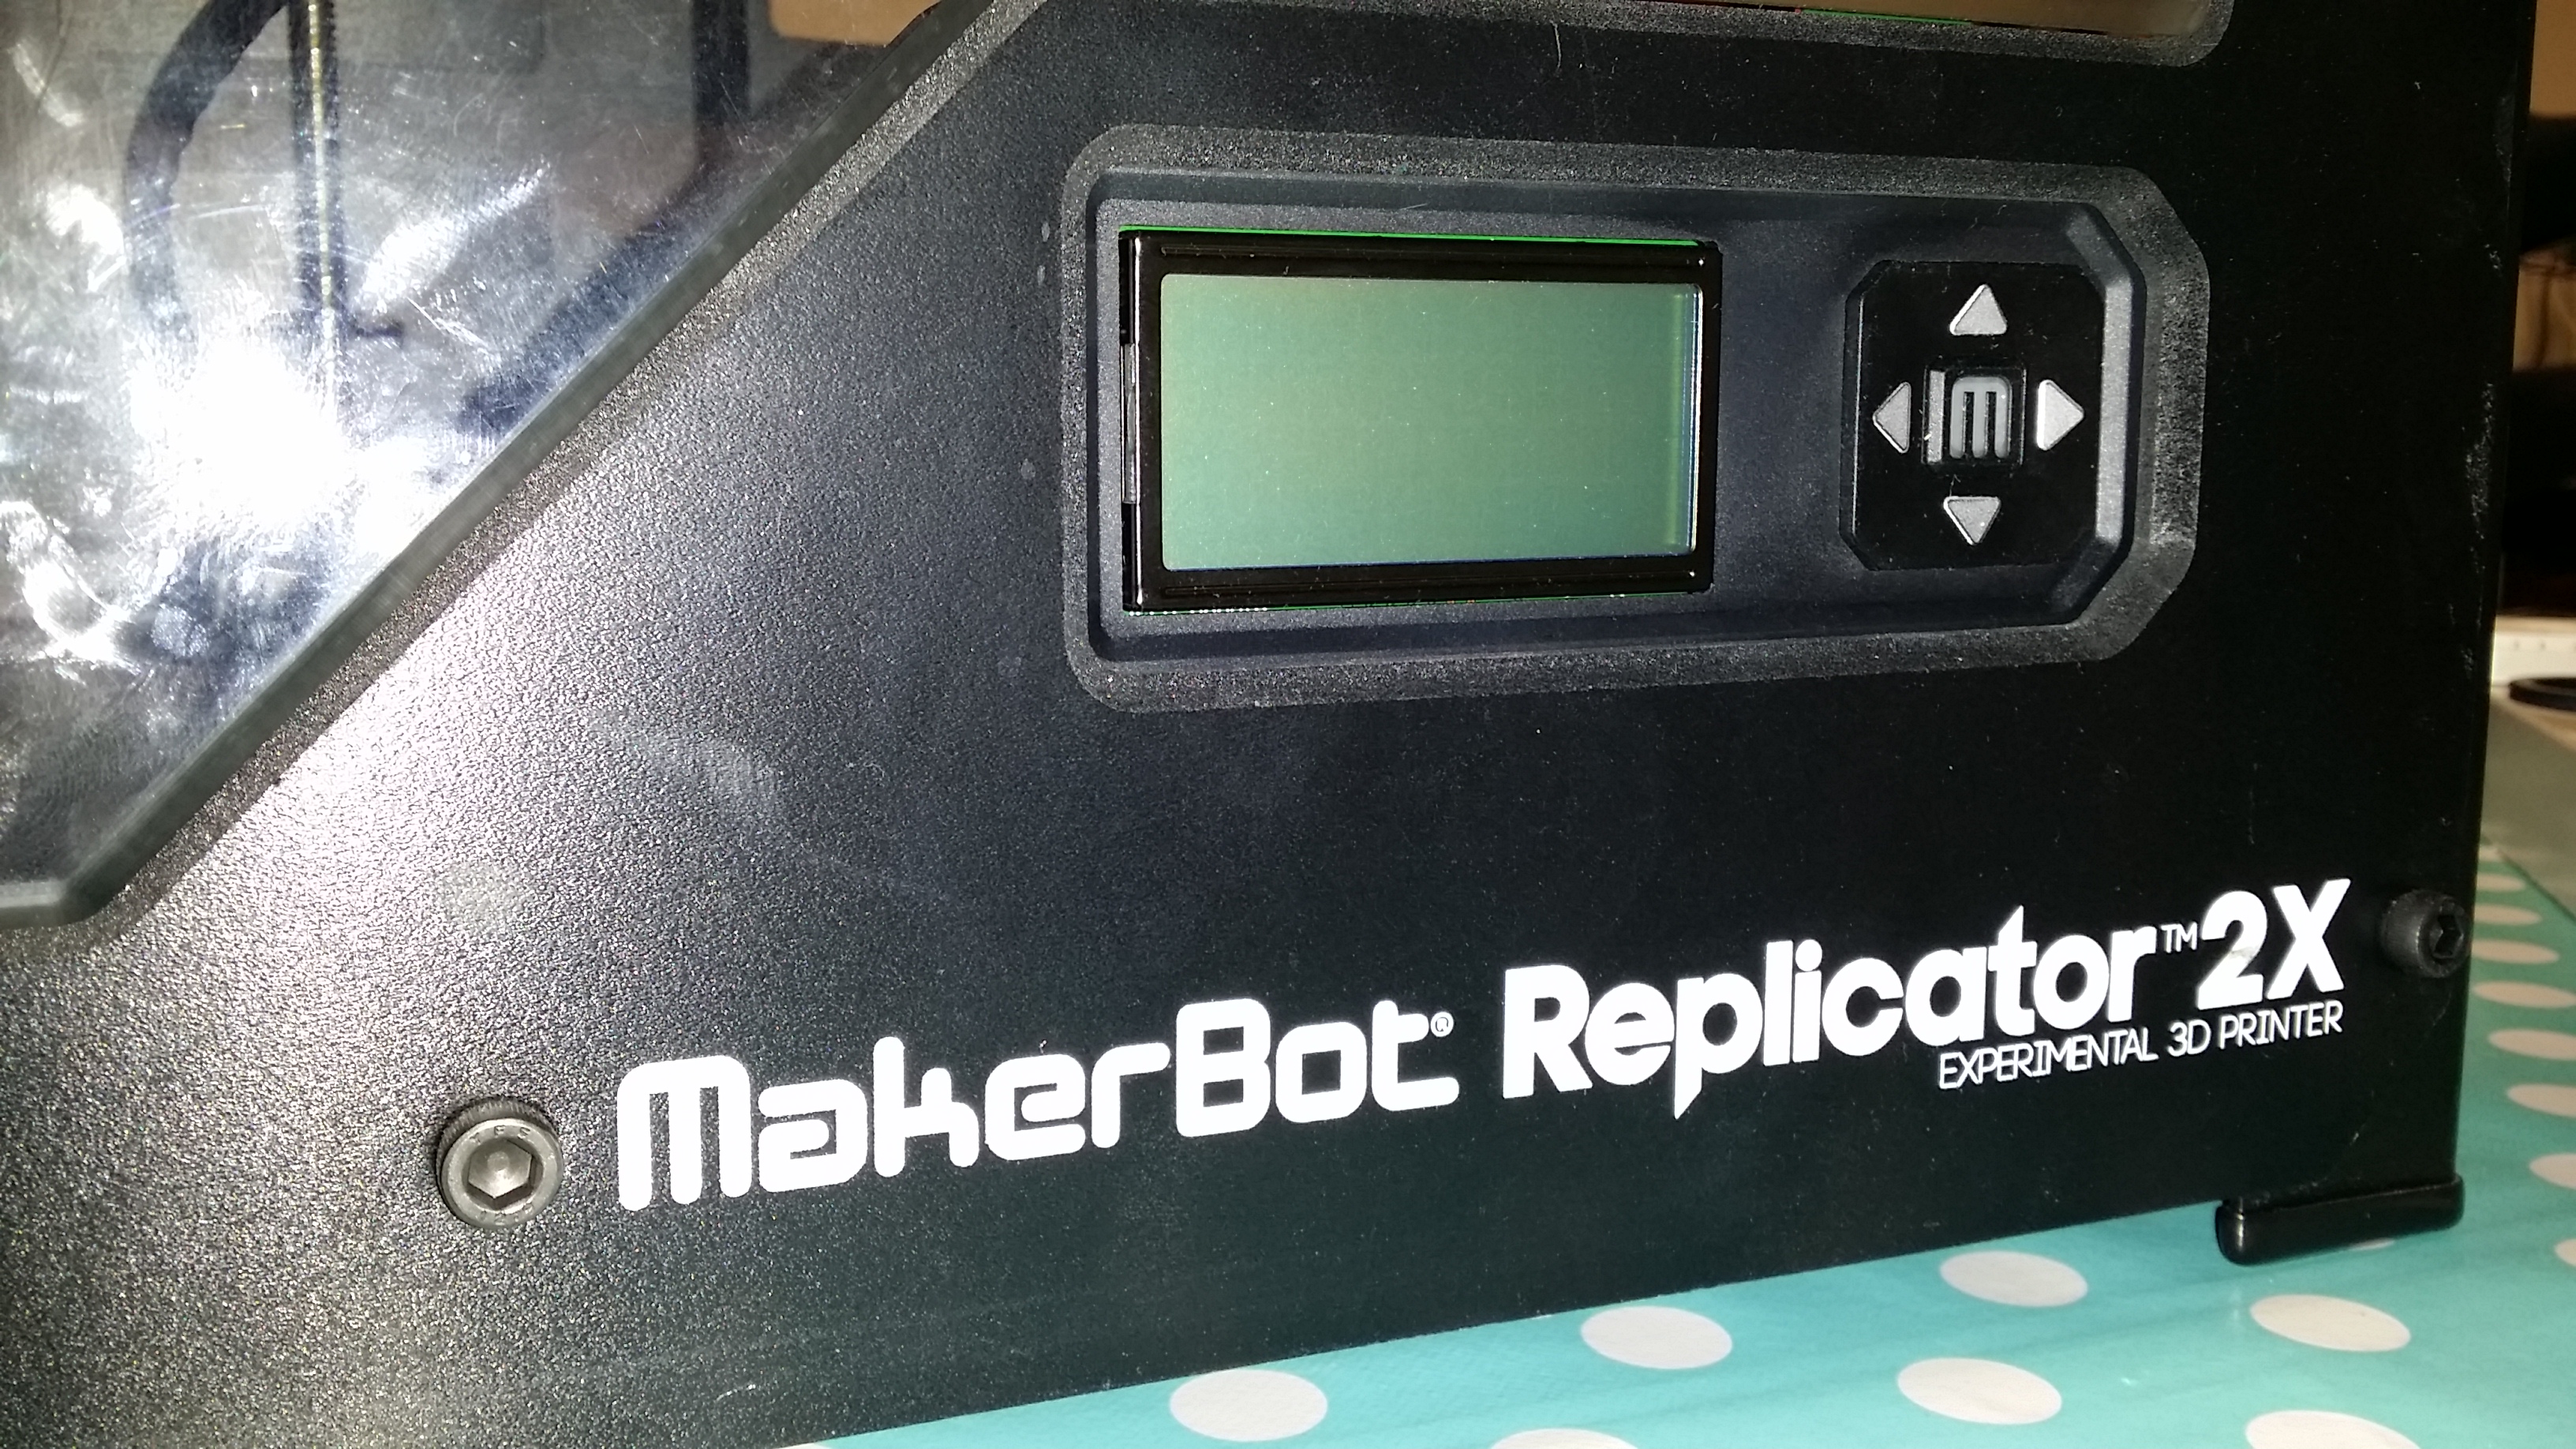 MakerBot® Replicator™ 2X
EXPERIMENTAL 3D PRINTER